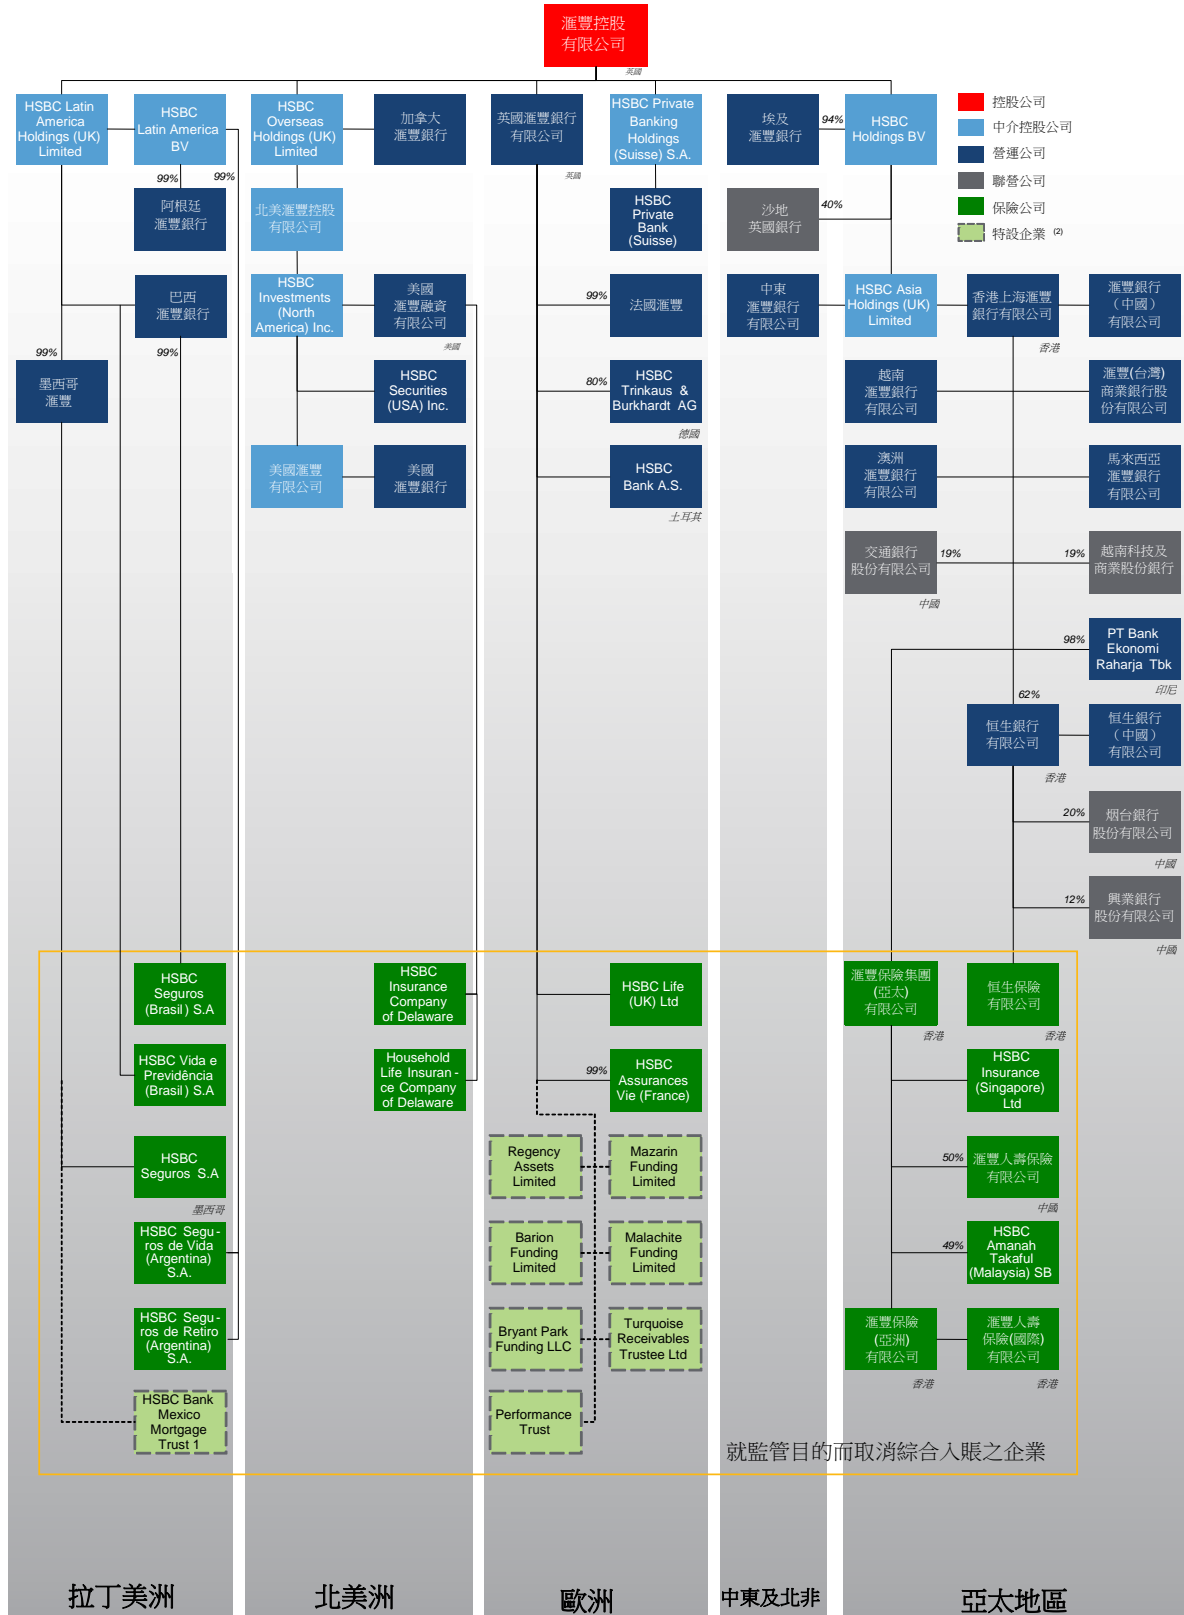 滙豐控股
有限公司
英國
HSBC Latin
America
Holdings (UK)
Limited
HSBC
Latin America
BV
HSBC
Overseas
Holdings (UK)
Limited
加拿大
滙豐銀行
英國滙豐銀行
有限公司
英國
HSBC Private
Banking
Holdings
(Suisse) S.A.
埃及
滙豐銀行
94%
HSBC
Holdings BV
控股公司
中介控股公司
營運公司
聯營公司
保險公司
特設企業 (2)
99%
99%
阿根廷
滙豐銀行
北美滙豐控股
有限公司
HSBC
Private
Bank
(Suisse)
沙地
英國銀行
40%
巴西
滙豐銀行
HSBC
Investments
(North
America) Inc.
美國
滙豐融資
有限公司
美國
99%
法國滙豐
中東
滙豐銀行
有限公司
HSBC Asia
Holdings (UK)
Limited
香港上海滙豐
銀行有限公司
香港
滙豐銀行
（中國）
有限公司
99%
99%
墨西哥
滙豐
HSBC
Securities
(USA) Inc.
80%
HSBC
Trinkaus &
Burkhardt AG
德國
越南
滙豐銀行
有限公司
滙豐(台灣)
商業銀行股
份有限公司
美國滙豐
有限公司
美國
滙豐銀行
HSBC
Bank A.S.
土耳其
澳洲
滙豐銀行
有限公司
馬來西亞
滙豐銀行
有限公司
交通銀行
股份有限公司
19%
中國
19%
越南科技及
商業股份銀行
98%
PT Bank
Ekonomi
Raharja Tbk
印尼
62%
恒生銀行
有限公司
香港
恒生銀行
（中國）
有限公司
20%
烟台銀行
股份有限公司
中國
12%
興業銀行
股份有限公司
中國
HSBC
Seguros
(Brasil) S.A
HSBC
Insurance
Company
of Delaware
HSBC Life
(UK) Ltd
滙豐保險集團
(亞太)
有限公司
香港
恒生保險
有限公司
香港
HSBC Vida e
Previdência
(Brasil) S.A
Household
Life Insuran-
ce Company
of Delaware
99%
HSBC
Assurances
Vie (France)
HSBC
Insurance
(Singapore)
Ltd
HSBC
Seguros S.A
墨西哥
Regency
Assets
Limited
Mazarin
Funding
Limited
50%
滙豐人壽保險
有限公司
中國
HSBC Segu-
ros de Vida
(Argentina)
S.A.
Barion
Funding
Limited
Malachite
Funding
Limited
49%
HSBC
Amanah
Takaful
(Malaysia) SB
HSBC Segu-
ros de Retiro
(Argentina)
S.A.
Bryant Park
Funding LLC
Turquoise
Receivables
Trustee Ltd
滙豐保險
(亞洲)
有限公司
香港
滙豐人壽
保險(國際)
有限公司
香港
HSBC Bank
Mexico
Mortgage
Trust 1
Performance
Trust
就監管目的而取消綜合入賬之企業
拉丁美洲
北美洲
歐洲
中東及北非
亞太地區